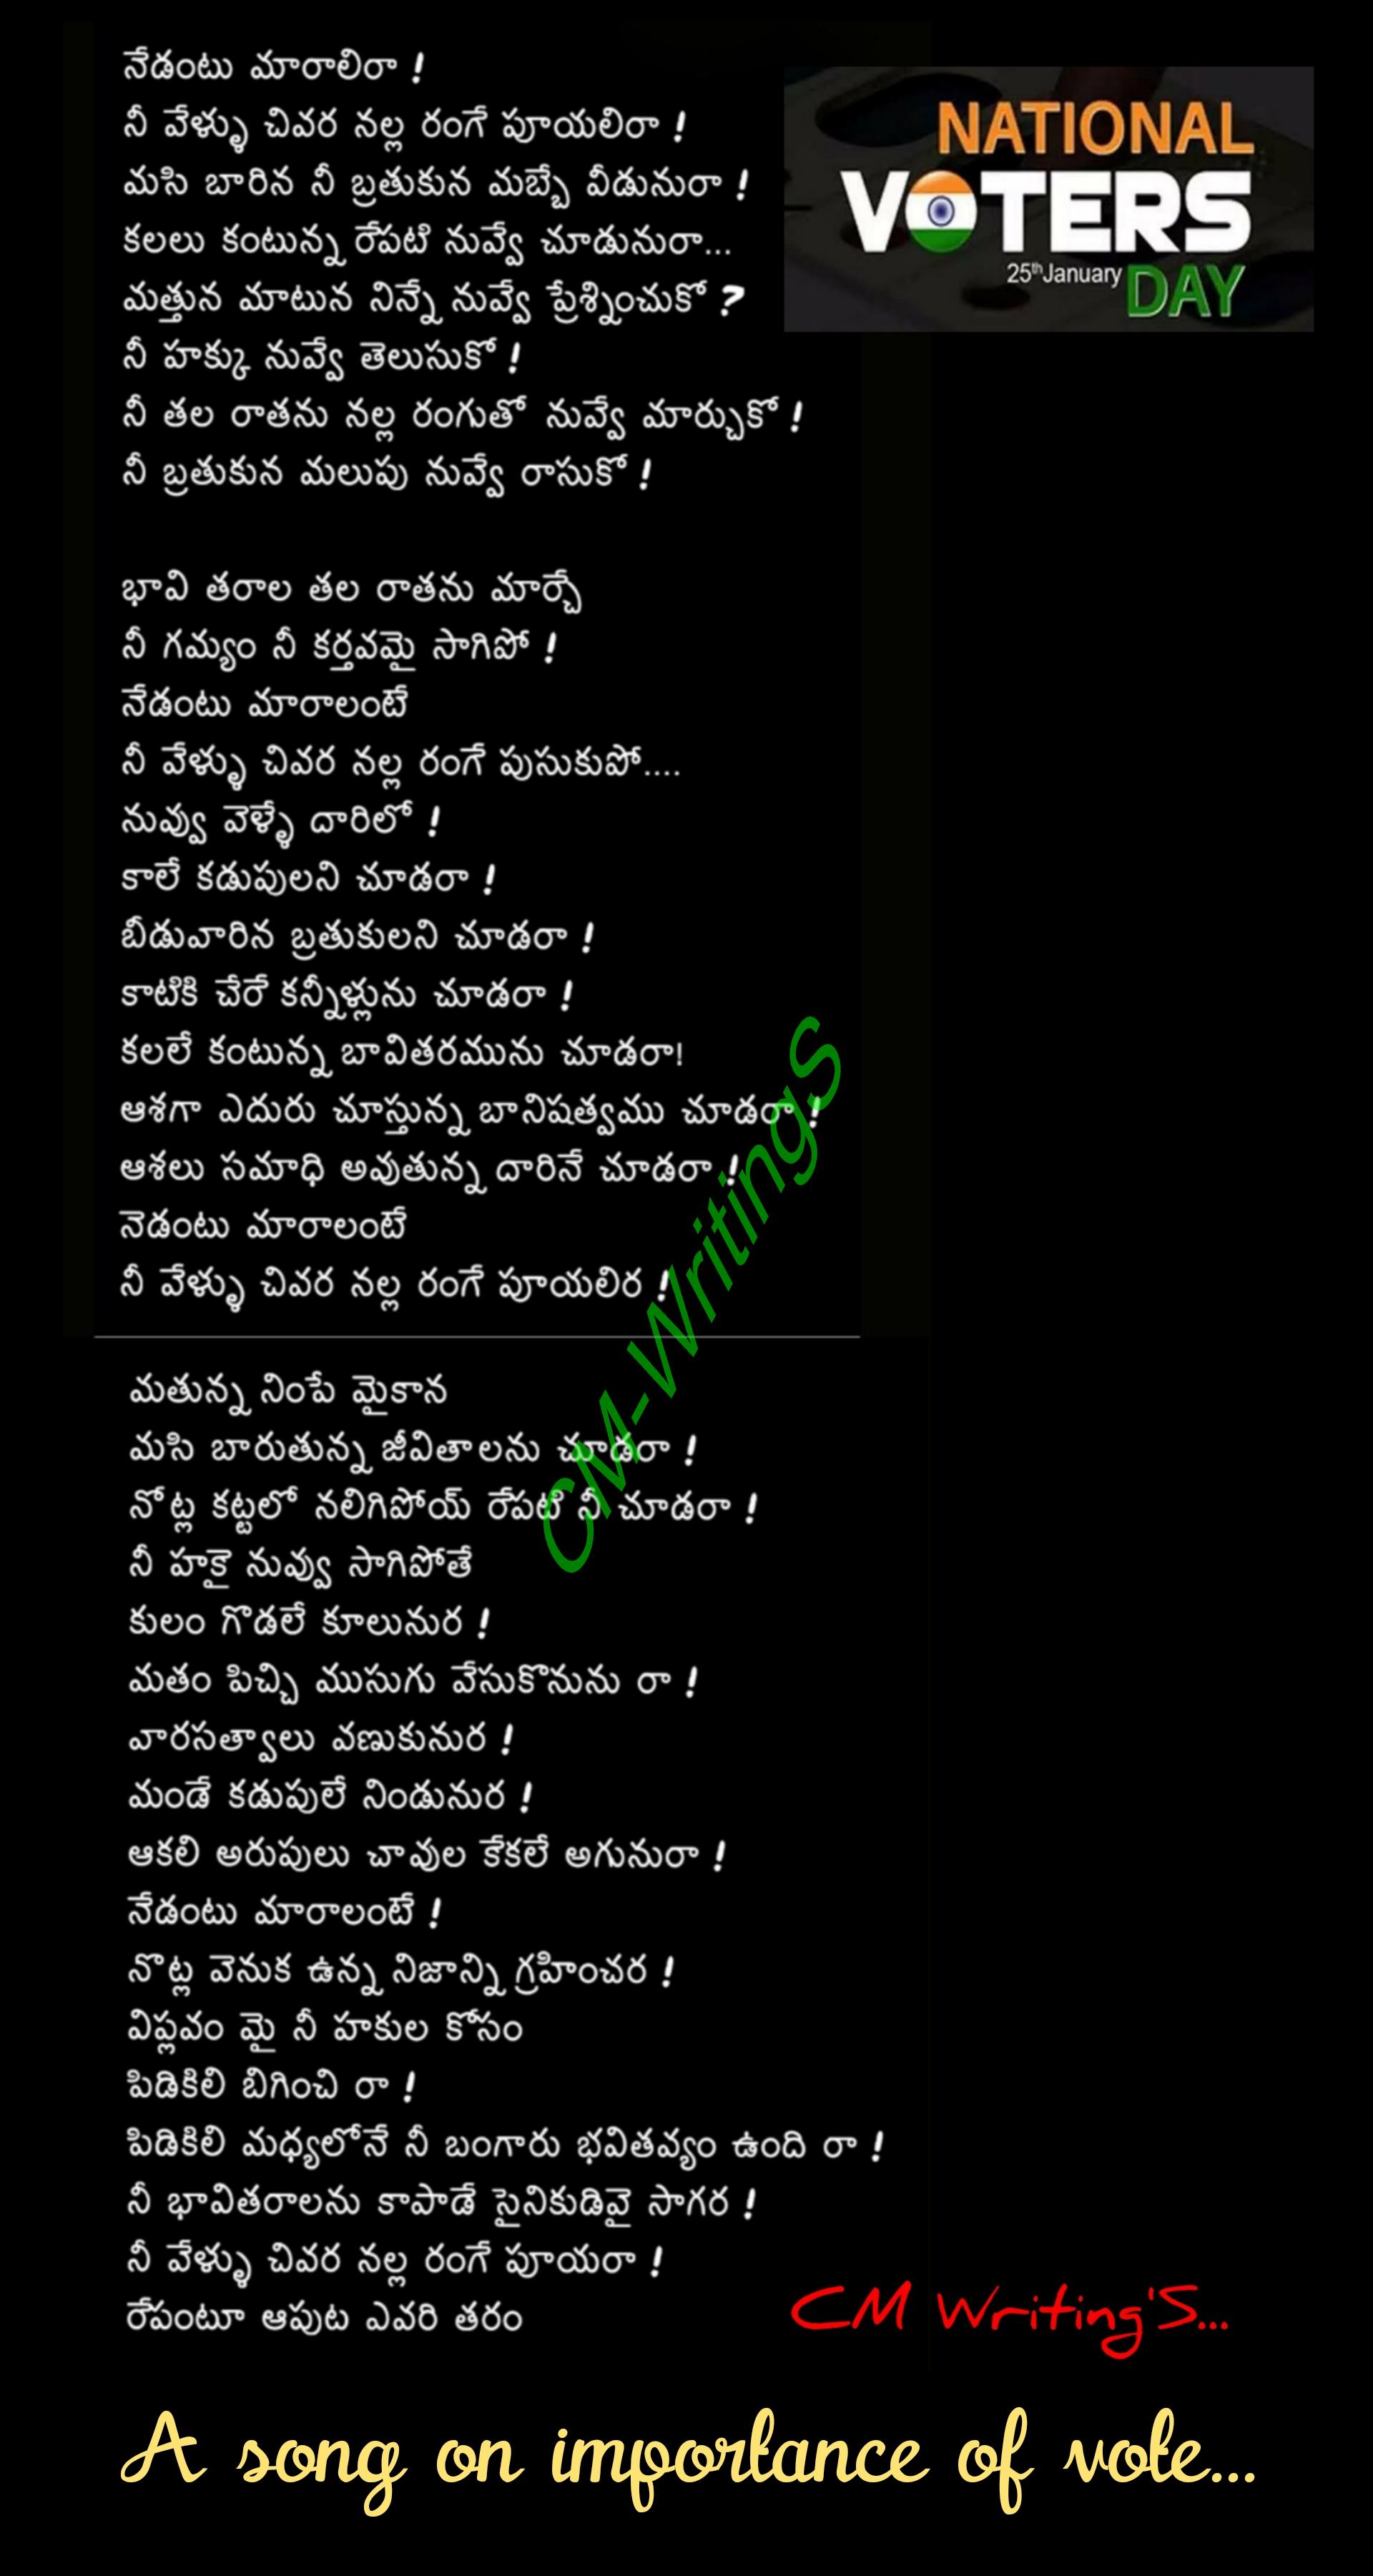 నేడంటు మారాలిరా !
నీ వేళ్ళు చివర నల్ల రంగే పూయలిరా !
మసి బారిన నీ బ్రతుకున మబ్బే వీడునురా !
కలలు కంటున్న రేపటి నువ్వే చూడునురా...
మత్తున మాటున నిన్నే నువ్వే ప్రేశ్నించుకో ?
నీ హక్కు నువ్వే తెలుసుకో !
నీ తల రాతను నల్ల రంగుతో నువ్వే మార్చుకో !
నీ బ్రతుకున మలుపు నువ్వే రాసుకో !
NATIONAL
VOTERS
25th January DAY
భావి తరాల తల రాతను మార్చే
నీ గమ్యం నీ కర్తవమై సాగిపో !
నేడంటు మారాలంటే
నీ వేళ్ళు చివర నల్ల రంగే పుసుకుపో....
నువ్వు వెళ్ళే దారిలో !
కాలే కడుపులని చూడరా !
బీడువారిన బ్రతుకులని చూడరా !
కాటికి చేరే కన్నీళ్లును చూడరా !
కలలే కంటున్న బావితరమును చూడరా!
ఆశగా ఎదురు చూస్తున్న బానిషత్వము చూడరా !
ఆశలు సమాధి అవుతున్న దారినే చూడరా !
నెడంటు మారాలంటే
నీ వేళ్ళు చివర నల్ల రంగే పూయలిర !
CM-WritingS
మతున్న నింపే మైకాన
మసి బారుతున్న జీవితాలను చూడరా !
నోట్ల కట్టలో నలిగిపోయ్ రేపటి నీ చూడరా !
నీ హకై నువ్వు సాగిపోతే
కులం గొడలే కూలునుర !
మతం పిచ్చి ముసుగు వేసుకొనును రా !
వారసత్వాలు వణుకునుర !
మండే కడుపులే నిండునుర !
ఆకలి అరుపులు చావుల కేకలే అగునురా !
నేడంటు మారాలంటే !
నొట్ల వెనుక ఉన్న నిజాన్ని గ్రహించర !
విప్లవం మై నీ హకుల కోసం
పిడికిలి బిగించి రా !
పిడికిలి మధ్యలోనే నీ బంగారు భవితవ్యం ఉంది రా !
నీ భావితరాలను కాపాడే సైనికుడివై సాగర !
నీ వేళ్ళు చివర నల్ల రంగే పూయరా !
రేపంటూ ఆపుట ఎవరి తరం
CM Writing'S...
A song on importance of vote...